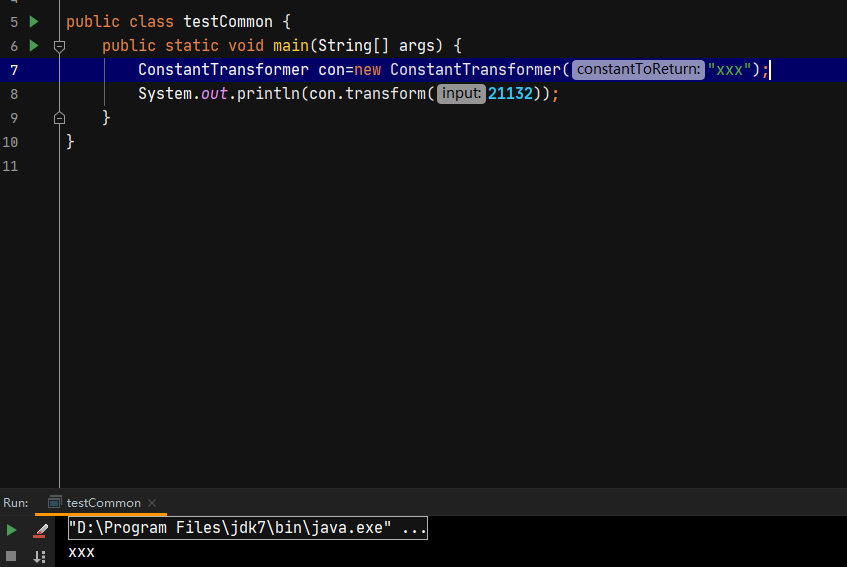 5 public class testCommon {
6 public static void main(String[] args) {
7 ConstantTransformer con=new ConstantTransformer( constantToReturn: "xxx");
8 System.out.println(con.transform( input: 21132));
9 }
10 }
11
Run: testCommon ×
"D:\Program Files\jdk7\bin\java.exe" ...
xxx